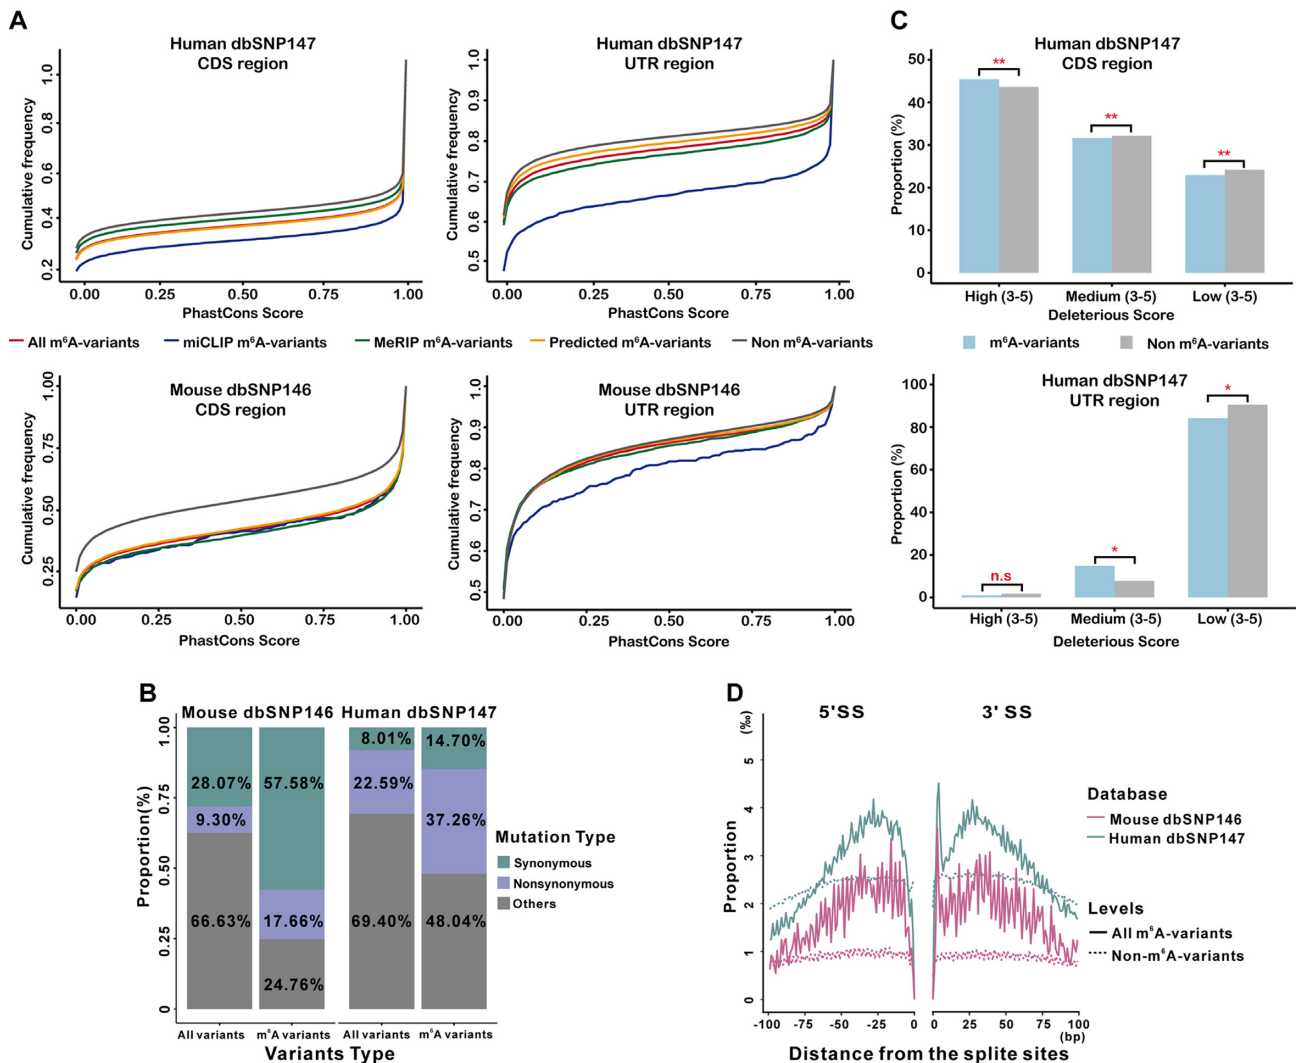 A
Human dbSNP147
CDS region
Cumulative frequency
1.0
0.8
0.6
0.4
0.2
0.00
0.25
0.50
0.75
1.00
PhastCons Score
Human dbSNP147
UTR region
Cumulative frequency
1.0
0.9
0.8
0.7
0.6
0.5
0.00
0.25
0.50
0.75
1.00
PhastCons Score
All m⁶A-variants
miCLIP m⁶A-variants
MeRIP m⁶A-variants
Predicted m⁶A-variants
Non m⁶A-variants
Mouse dbSNP146
CDS region
Cumulative frequency
1.00
0.75
0.50
0.25
0.00
0.25
0.50
0.75
1.00
PhastCons Score
Mouse dbSNP146
UTR region
Cumulative frequency
1.0
0.9
0.8
0.7
0.6
0.5
0.00
0.25
0.50
0.75
1.00
PhastCons Score
C
Human dbSNP147
CDS region
Proportion (%)
50
40
30
20
10
0
**
**
**
High (3-5)
Medium (3-5)
Low (3-5)
Deleterious Score
m⁶A-variants
Non m⁶A-variants
Human dbSNP147
UTR region
Proportion (%)
100
80
60
40
20
0
n.s
*
*
High (3-5)
Medium (3-5)
Low (3-5)
Deleterious Score
B
Mouse dbSNP146
Human dbSNP147
Proportion(%)
1.00
0.75
0.50
0.25
0
28.07%
9.30%
66.63%
57.58%
17.66%
24.76%
8.01%
22.59%
69.40%
14.70%
37.26%
48.04%
All variants
m⁶A variants
All variants
m⁶A variants
Variants Type
Mutation Type
Synonymous
Nonsynonymous
Others
D
5'SS
3' SS
(‰)
Proportion
5
4
3
2
1
0
-100
-75
-50
-25
0
0
25
50
75
100
(bp)
Distance from the splite sites
Database
Mouse dbSNP146
Human dbSNP147
Levels
All m⁶A-variants
Non-m⁶A-variants